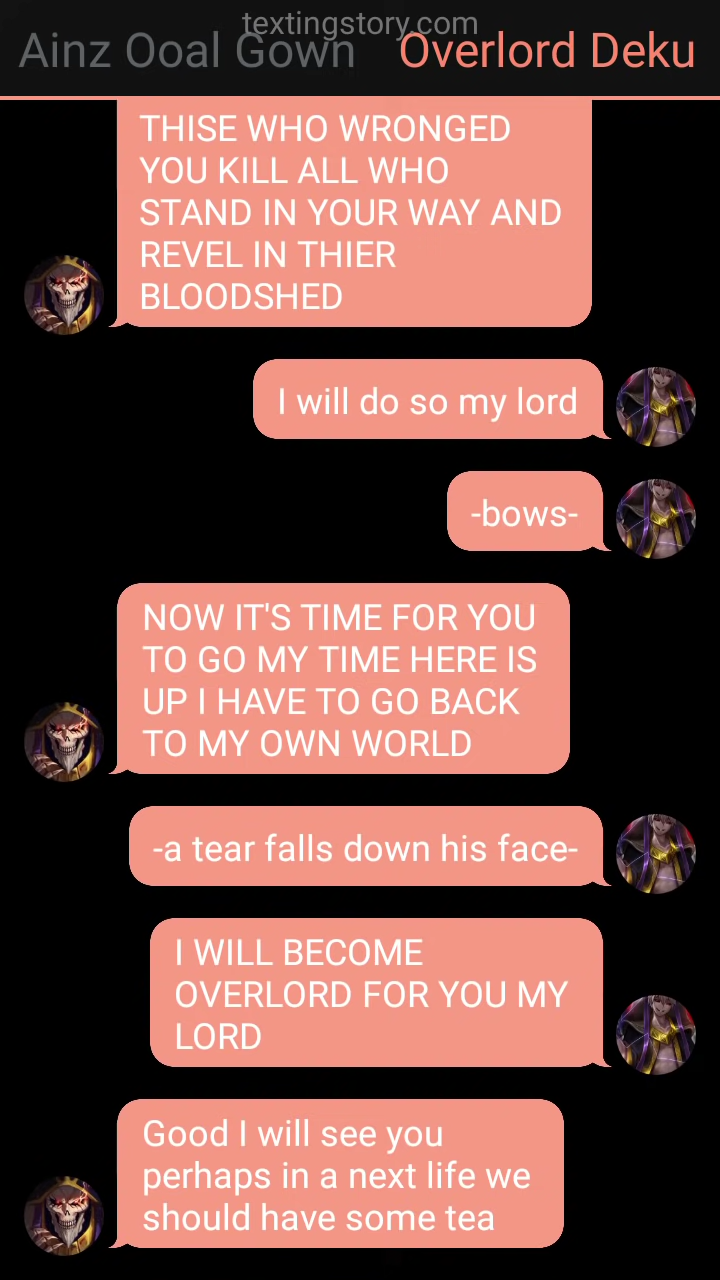 textingstory.com
Ainz Ooal Gown Overlord Deku
THISE WHO WRONGED
YOU KILL ALL WHO
STAND IN YOUR WAY AND
REVEL IN THIER
BLOODSHED
I will do so my lord
-bows-
NOW IT'S TIME FOR YOU
TO GO MY TIME HERE IS
UP I HAVE TO GO BACK
TO MY OWN WORLD
-a tear falls down his face-
I WILL BECOME
OVERLORD FOR YOU MY
LORD
Good I will see you
perhaps in a next life we
should have some tea